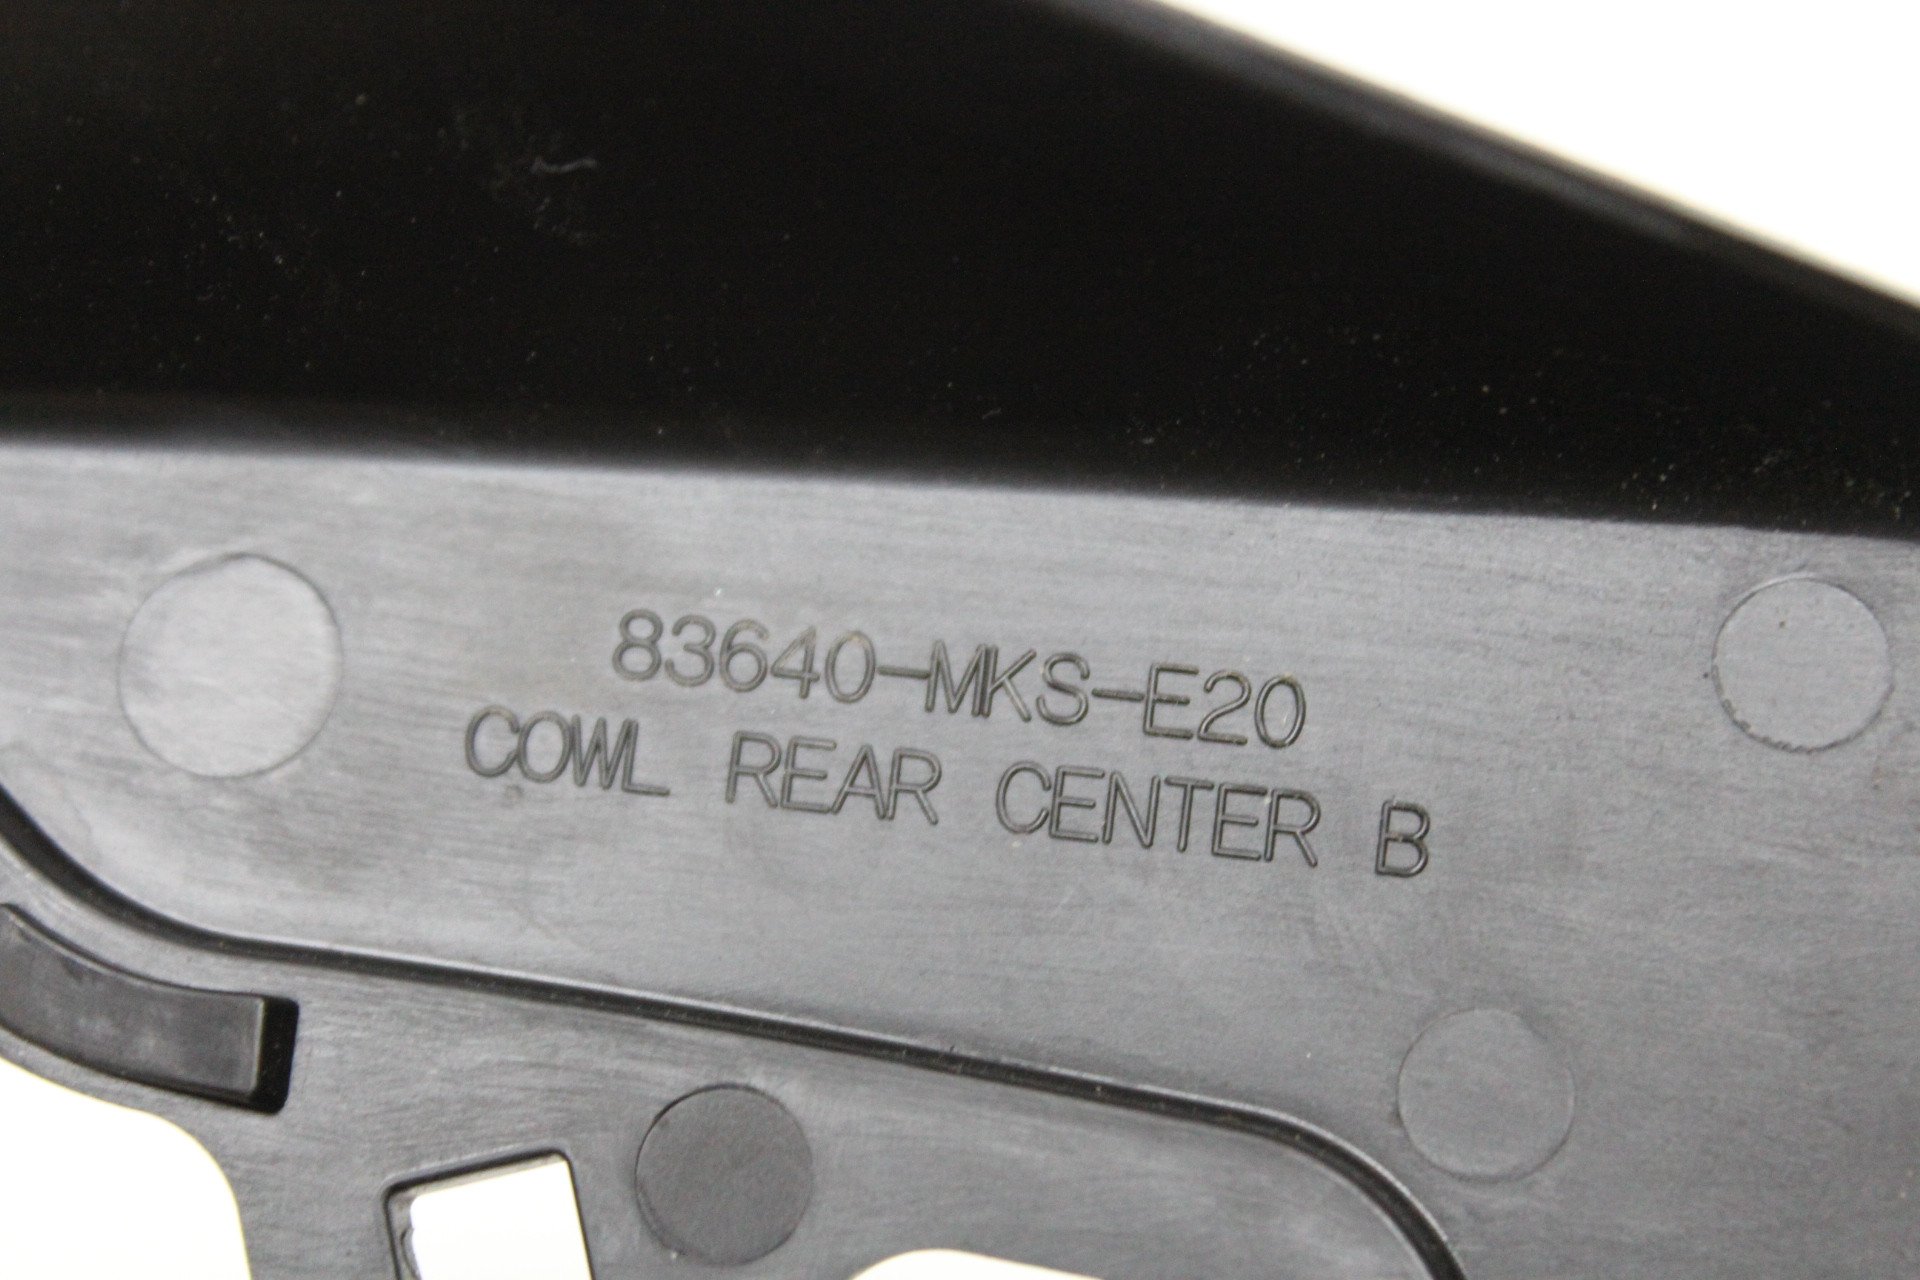 83640-MKS-E20
COWL REAR CENTER B